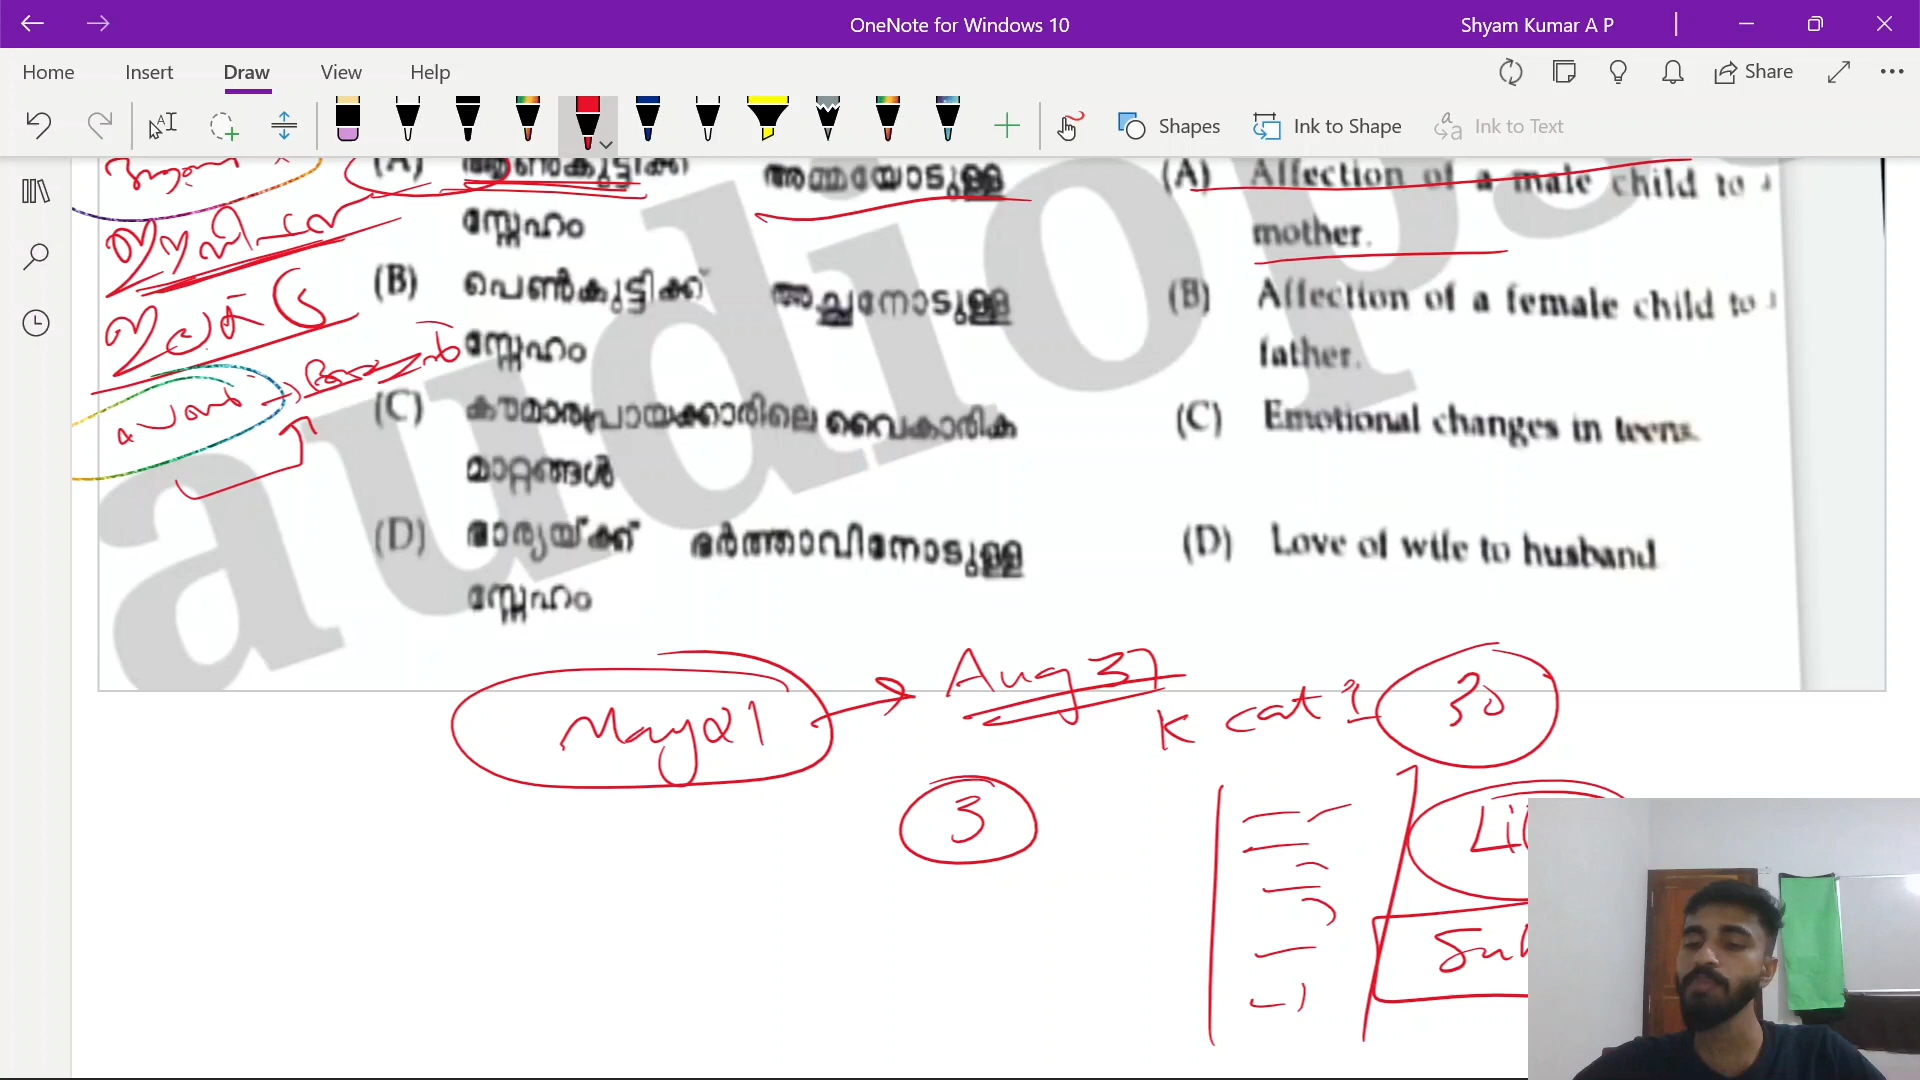 OneNote for Windows 10
Shyam Kumar A P
Home Insert Draw View Help
Share
Shapes Ink to Shape Ink to Text
(A) ആൺകുട്ടിക്ക് അമ്മയോടുള്ള
സ്നേഹം
(A) Affection of a male child to
mother.
(B) പെൺകുട്ടിക്ക് അച്ഛനോടുള്ള
സ്നേഹം
(B) Affection of a female child to
father.
(C) കൗമാരപ്രായക്കാരിലെ വൈകാരിക
മാറ്റങ്ങൾ
(C) Emotional changes in teens.
(D) ഭാര്യയ്ക്ക് ഭർത്താവിനോടുള്ള
സ്നേഹം
(D) Love of wife to husband
May 21
Aug 31
K cat 1
30
3